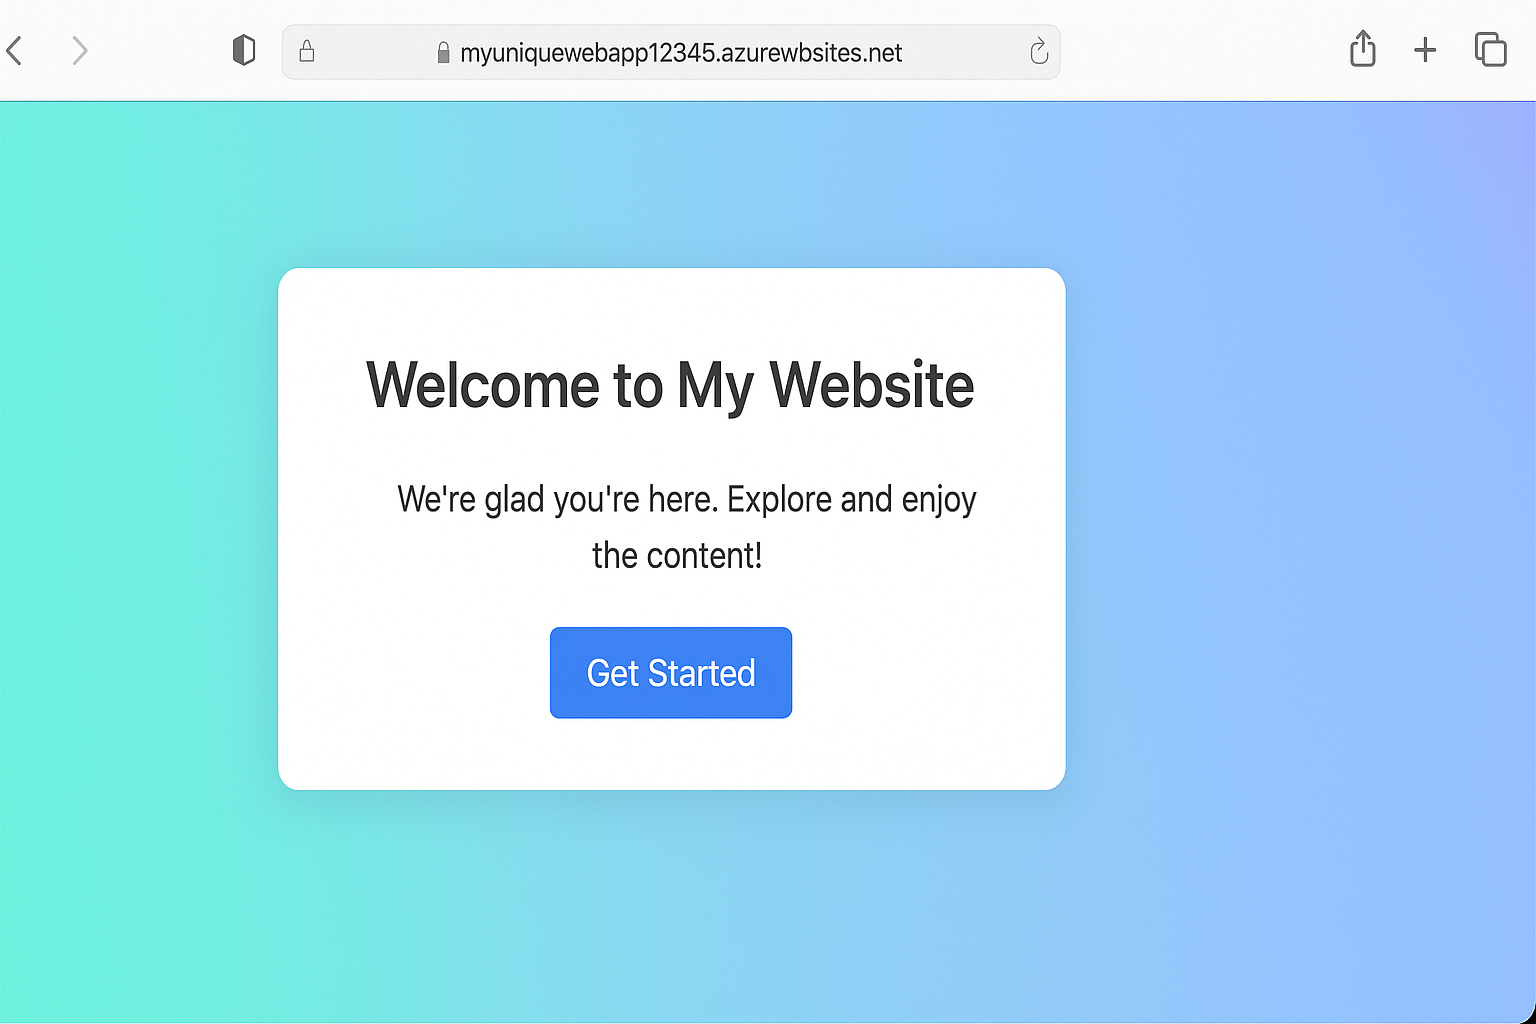 myuniquewebapp12345.azurewbsites.net
Welcome to My Website
We're glad you're here. Explore and enjoy
the content!
Get Started